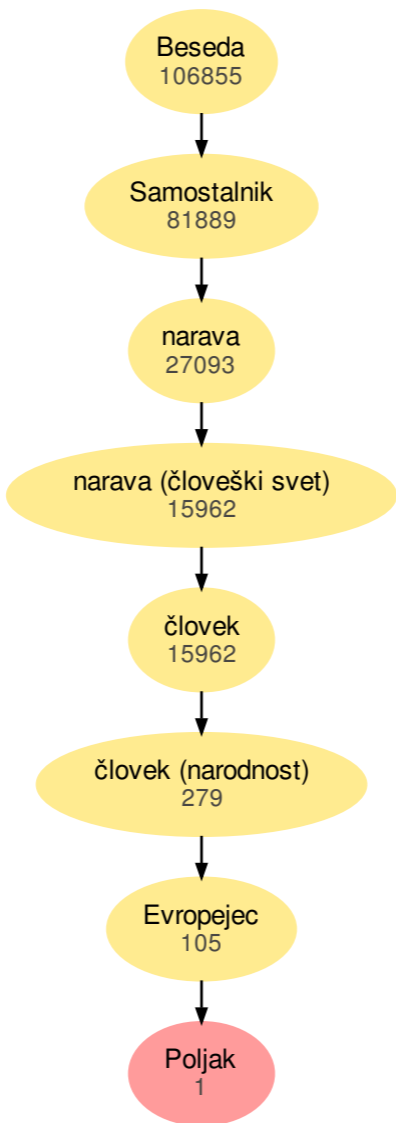 Beseda
106855
Samostalnik
81889
narava
27093
narava (človeški svet)
15962
človek
15962
človek (narodnost)
279
Evropejec
105
Poljak
1